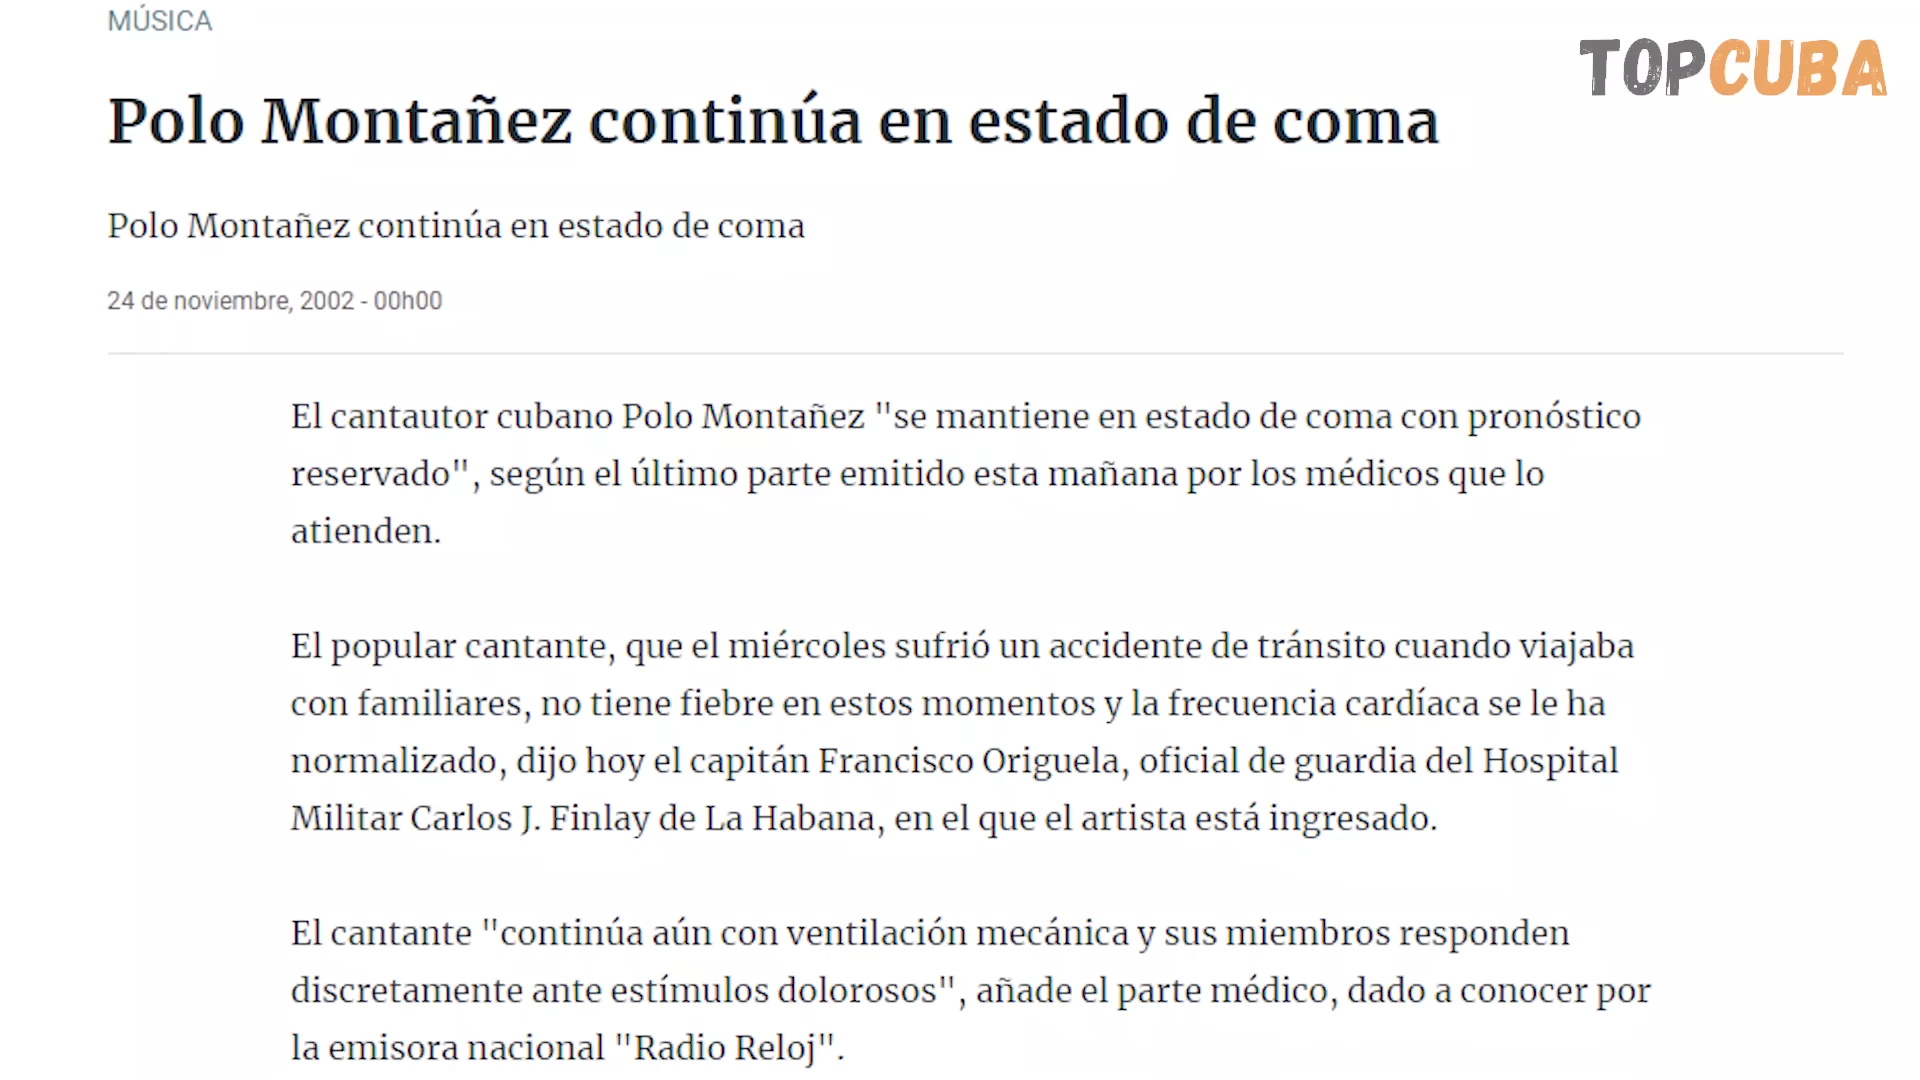 MÚSICA
TOPCUBA
Polo Montañez continúa en estado de coma
Polo Montañez continúa en estado de coma
24 de noviembre, 2002 - 00h00
El cantautor cubano Polo Montañez "se mantiene en estado de coma con pronóstico
reservado", según el último parte emitido esta mañana por los médicos que lo
atienden.
El popular cantante, que el miércoles sufrió un accidente de tránsito cuando viajaba
con familiares, no tiene fiebre en estos momentos y la frecuencia cardíaca se le ha
normalizado, dijo hoy el capitán Francisco Origuela, oficial de guardia del Hospital
Militar Carlos J. Finlay de La Habana, en el que el artista está ingresado.
El cantante "continúa aún con ventilación mecánica y sus miembros responden
discretamente ante estímulos dolorosos", añade el parte médico, dado a conocer por
la emisora nacional "Radio Reloj".